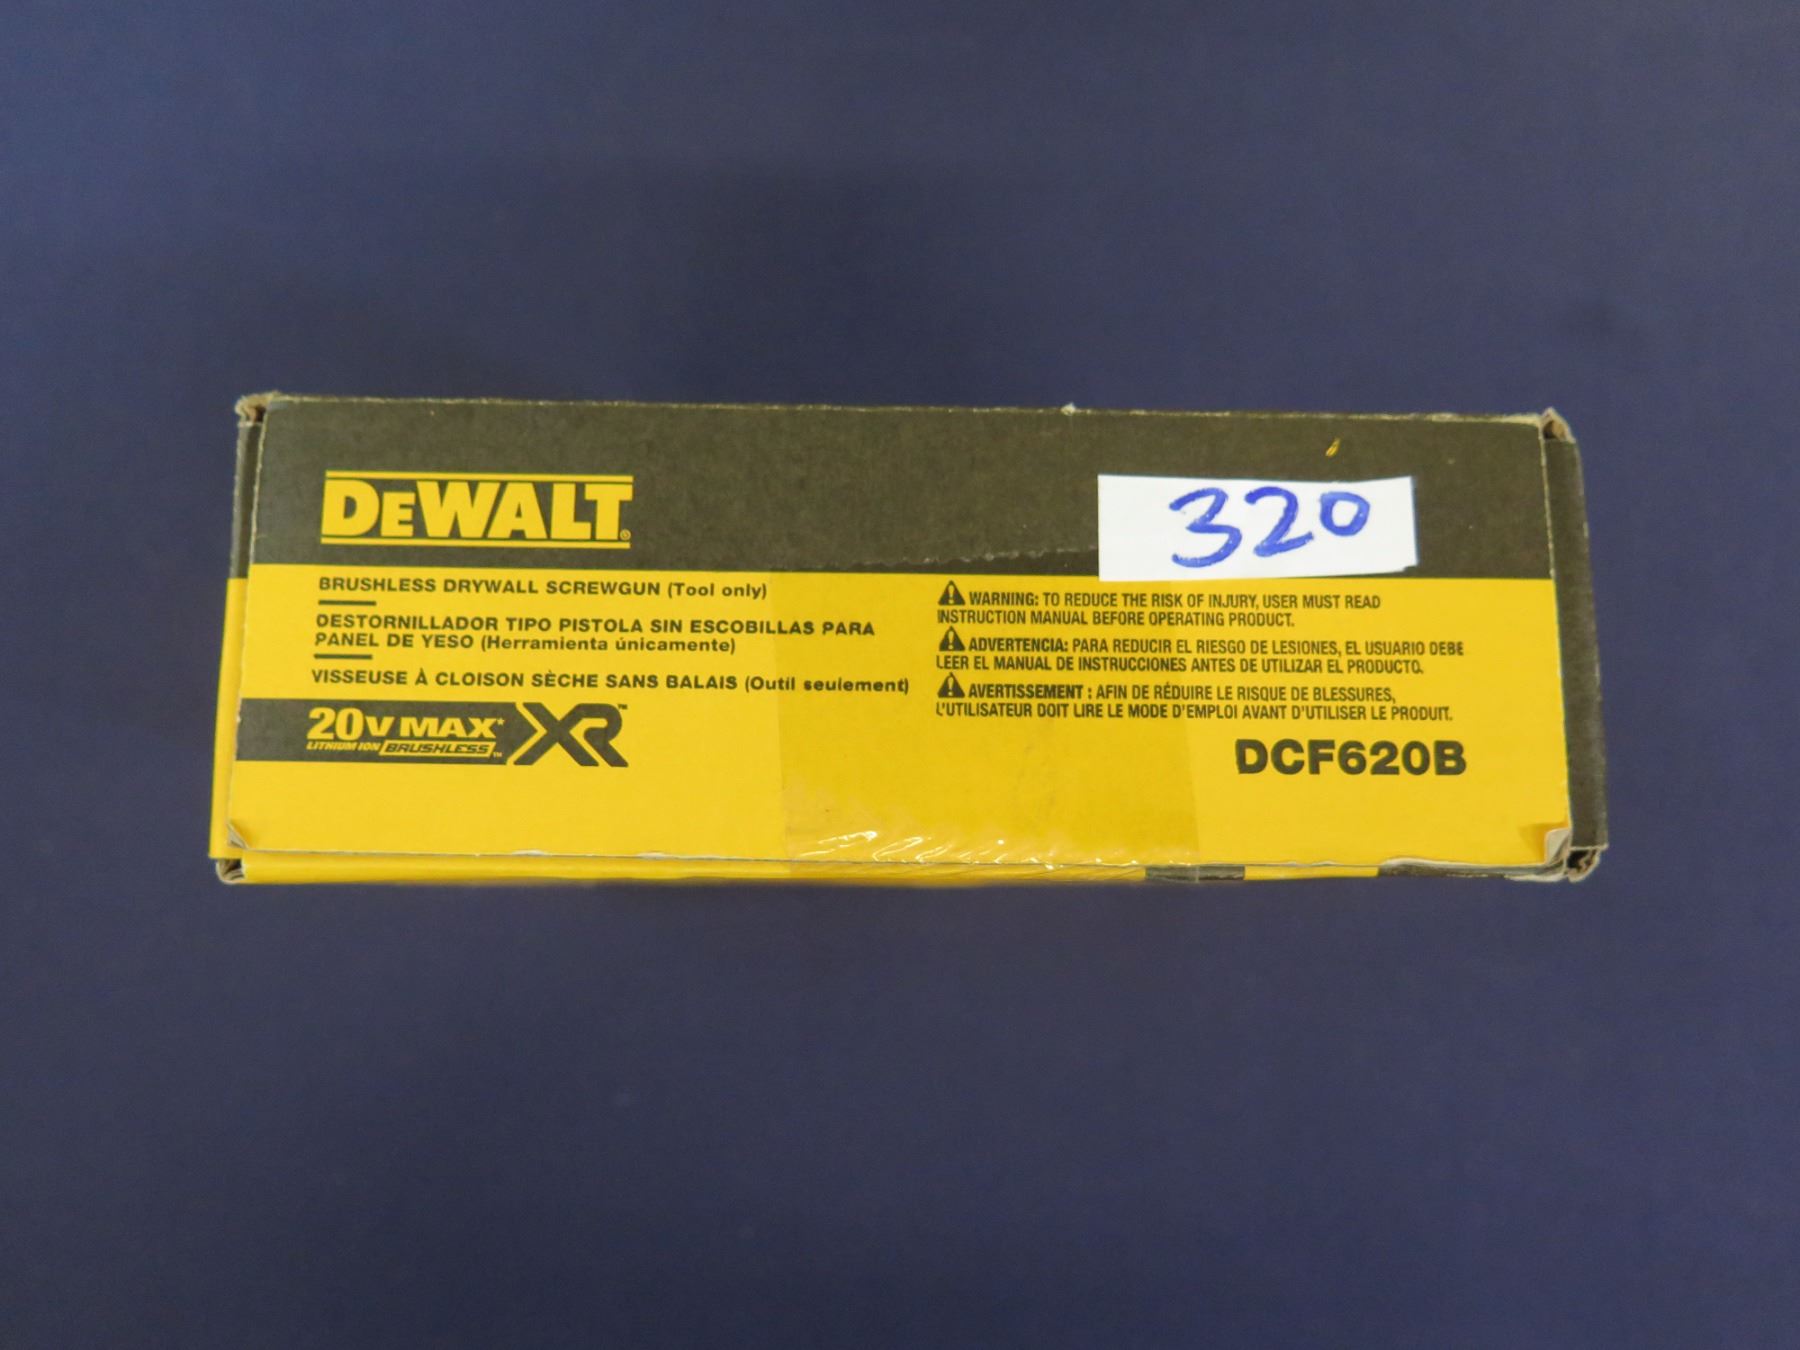 DEWALT®
320
BRUSHLESS DRYWALL SCREWGUN (Tool only)
DESTORNILLADOR TIPO PISTOLA SIN ESCOBILLAS PARA
PANEL DE YESO (Herramienta únicamente)
VISSEUSE À CLOISON SÈCHE SANS BALAIS (Outil seulement)
20V MAX* XR™
LITHIUM ION BRUSHLESS™
WARNING: TO REDUCE THE RISK OF INJURY, USER MUST READ
INSTRUCTION MANUAL BEFORE OPERATING PRODUCT.
ADVERTENCIA: PARA REDUCIR EL RIESGO DE LESIONES, EL USUARIO DEBE
LEER EL MANUAL DE INSTRUCCIONES ANTES DE UTILIZAR EL PRODUCTO.
AVERTISSEMENT : AFIN DE RÉDUIRE LE RISQUE DE BLESSURES,
L'UTILISATEUR DOIT LIRE LE MODE D'EMPLOI AVANT D'UTILISER LE PRODUIT.
DCF620B